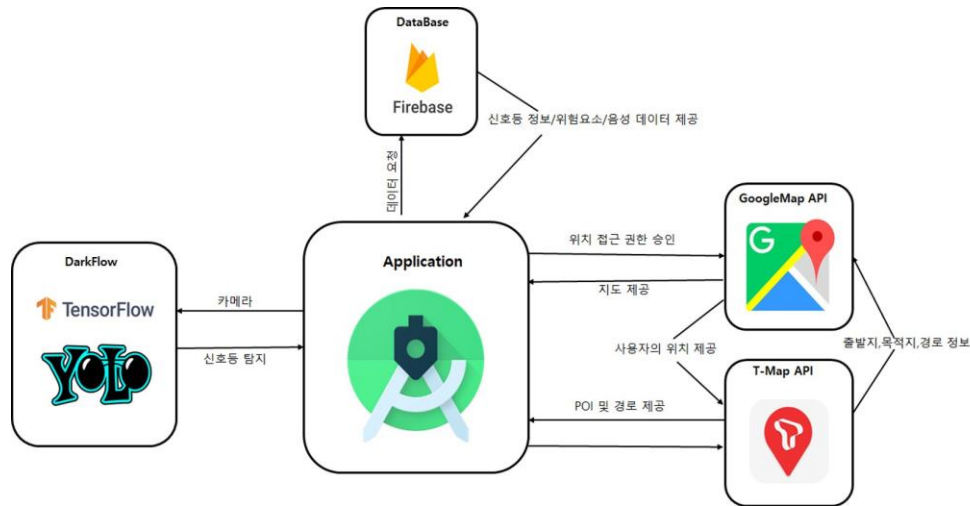 DataBase
Firebase
신호등 정보/위험요소/음성 데이터 제공
데이터 요청
GoogleMap API
G
DarkFlow
TensorFlow
YOLO
Application
카메라
신호등 탐지
위치 접근 권한 승인
지도 제공
사용자의 위치 제공
출발지,목적지,경로 정보
T-Map API
POI 및 경로 제공